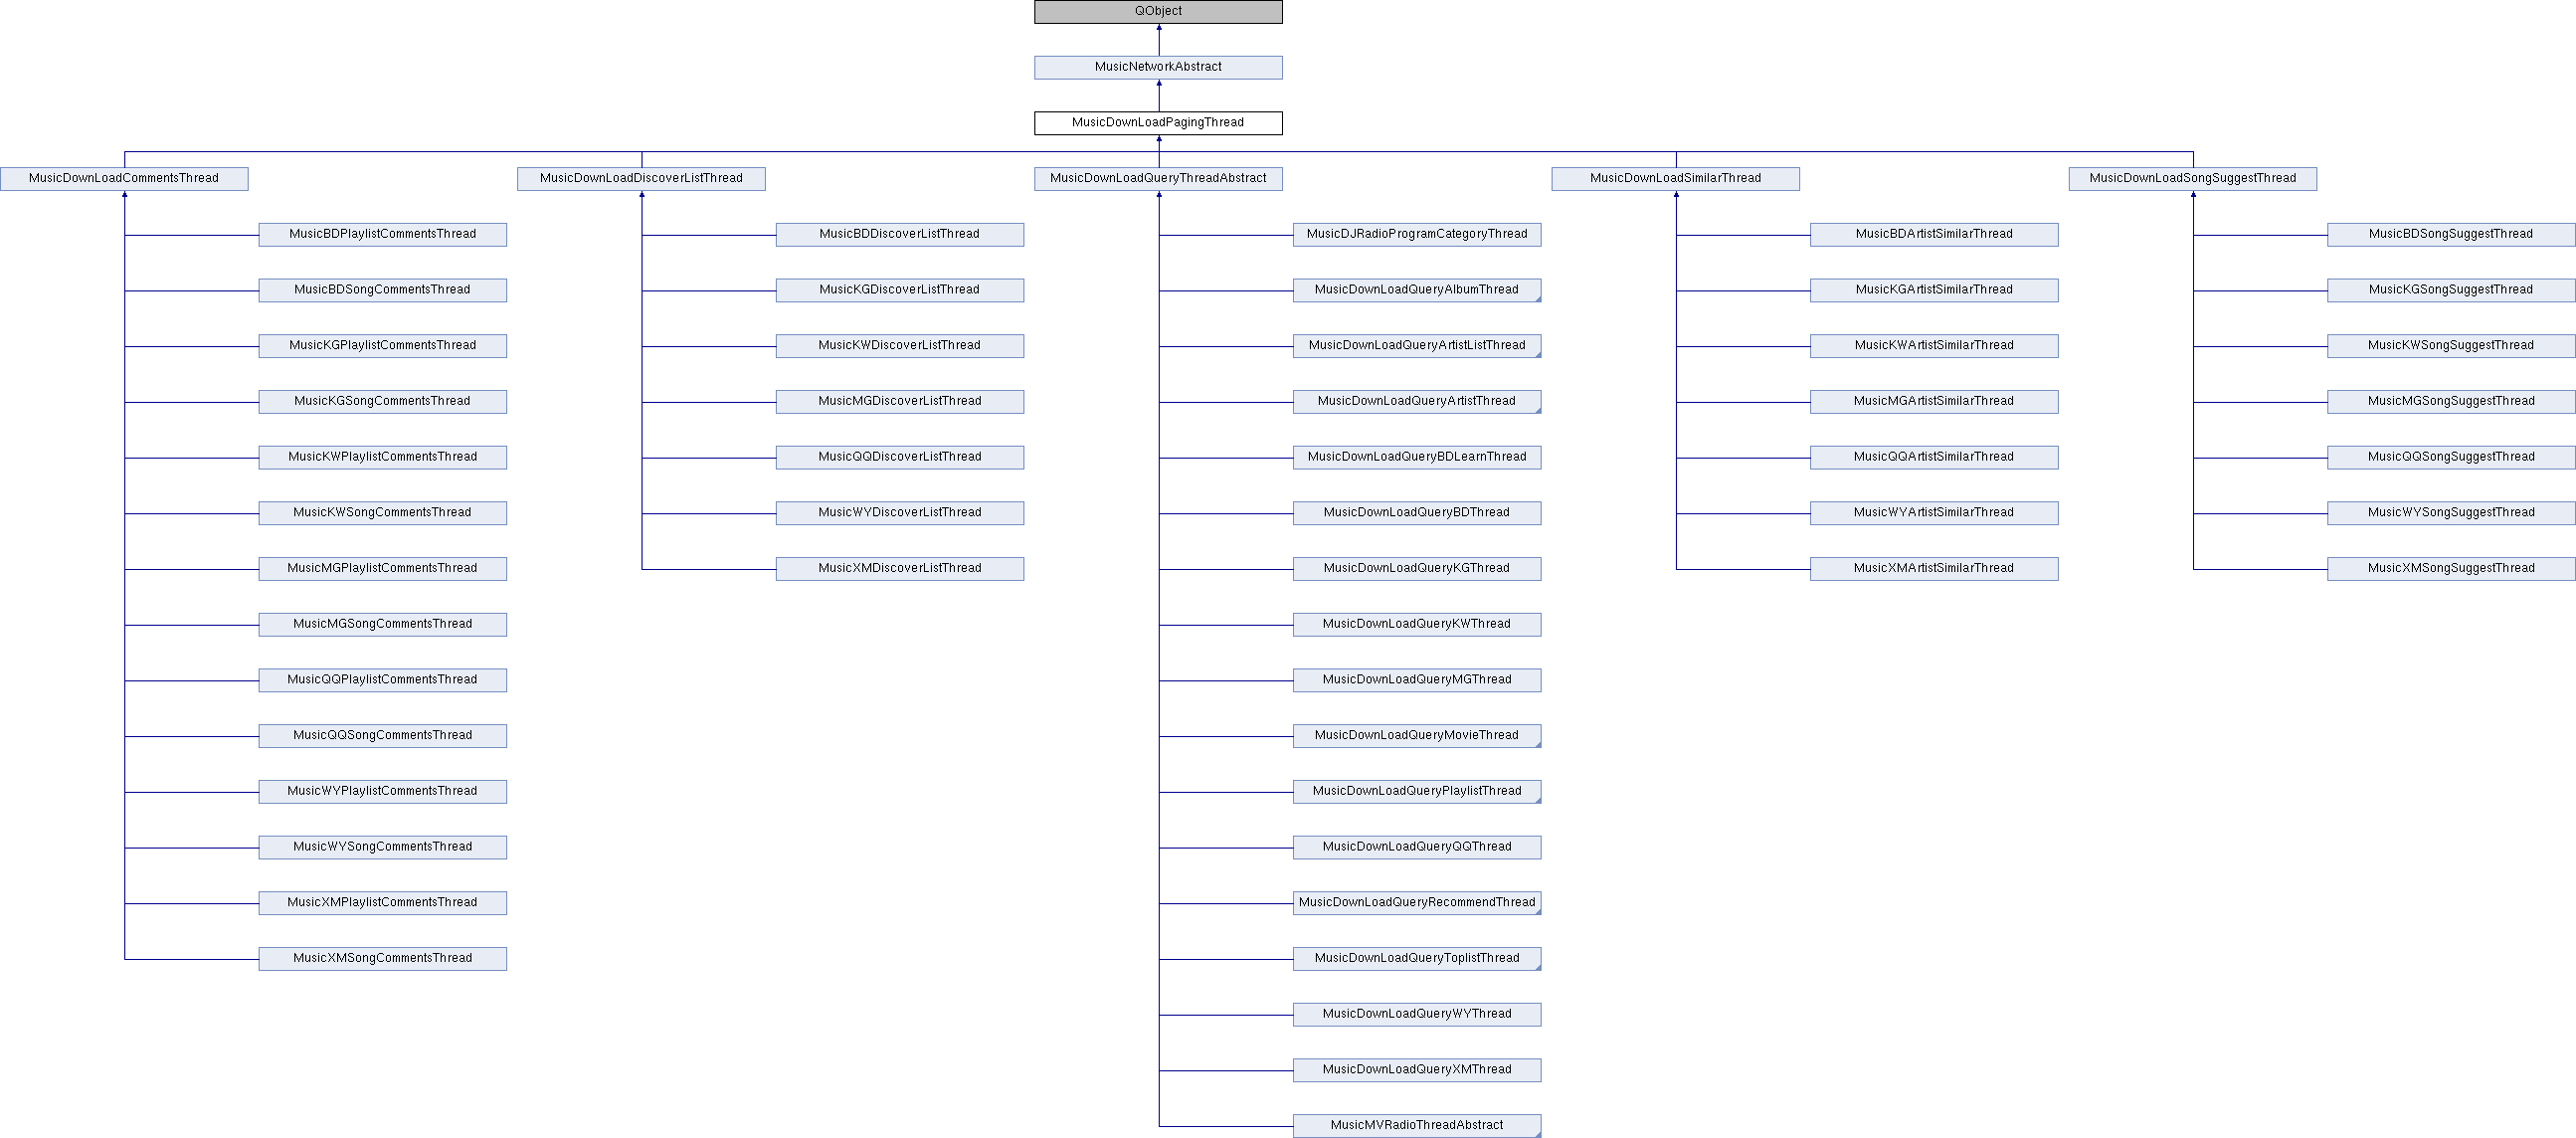 QObject
MusicNetworkAbstract
MusicDownLoadPagingThread
MusicDownLoadCommentsThread
MusicDownLoadDiscoverListThread
MusicDownLoadQueryThreadAbstract
MusicDownLoadSimilarThread
MusicDownLoadSongSuggestThread
MusicBDPlaylistCommentsThread
MusicBDDiscoverListThread
MusicDJRadioProgramCategoryThread
MusicBDArtistSimilarThread
MusicBDSongSuggestThread
MusicBDSongCommentsThread
MusicKGDiscoverListThread
MusicDownLoadQueryAlbumThread
MusicKGArtistSimilarThread
MusicKGSongSuggestThread
MusicKGPlaylistCommentsThread
MusicKWDiscoverListThread
MusicDownLoadQueryArtistListThread
MusicKWArtistSimilarThread
MusicKWSongSuggestThread
MusicKGSongCommentsThread
MusicMGDiscoverListThread
MusicDownLoadQueryArtistThread
MusicMGArtistSimilarThread
MusicMGSongSuggestThread
MusicKWPlaylistCommentsThread
MusicQQDiscoverListThread
MusicDownLoadQueryBDLearnThread
MusicQQArtistSimilarThread
MusicQQSongSuggestThread
MusicKWSongCommentsThread
MusicWYDiscoverListThread
MusicDownLoadQueryBDThread
MusicWYArtistSimilarThread
MusicWYSongSuggestThread
MusicMGPlaylistCommentsThread
MusicXMDiscoverListThread
MusicDownLoadQueryKGThread
MusicXMArtistSimilarThread
MusicXMSongSuggestThread
MusicMGSongCommentsThread
MusicDownLoadQueryKWThread
MusicQQPlaylistCommentsThread
MusicDownLoadQueryMGThread
MusicQQSongCommentsThread
MusicDownLoadQueryMovieThread
MusicWYPlaylistCommentsThread
MusicDownLoadQueryPlaylistThread
MusicWYSongCommentsThread
MusicDownLoadQueryQQThread
MusicXMPlaylistCommentsThread
MusicDownLoadQueryRecommendThread
MusicXMSongCommentsThread
MusicDownLoadQueryToplistThread
MusicDownLoadQueryWYThread
MusicDownLoadQueryXMThread
MusicMVRadioThreadAbstract